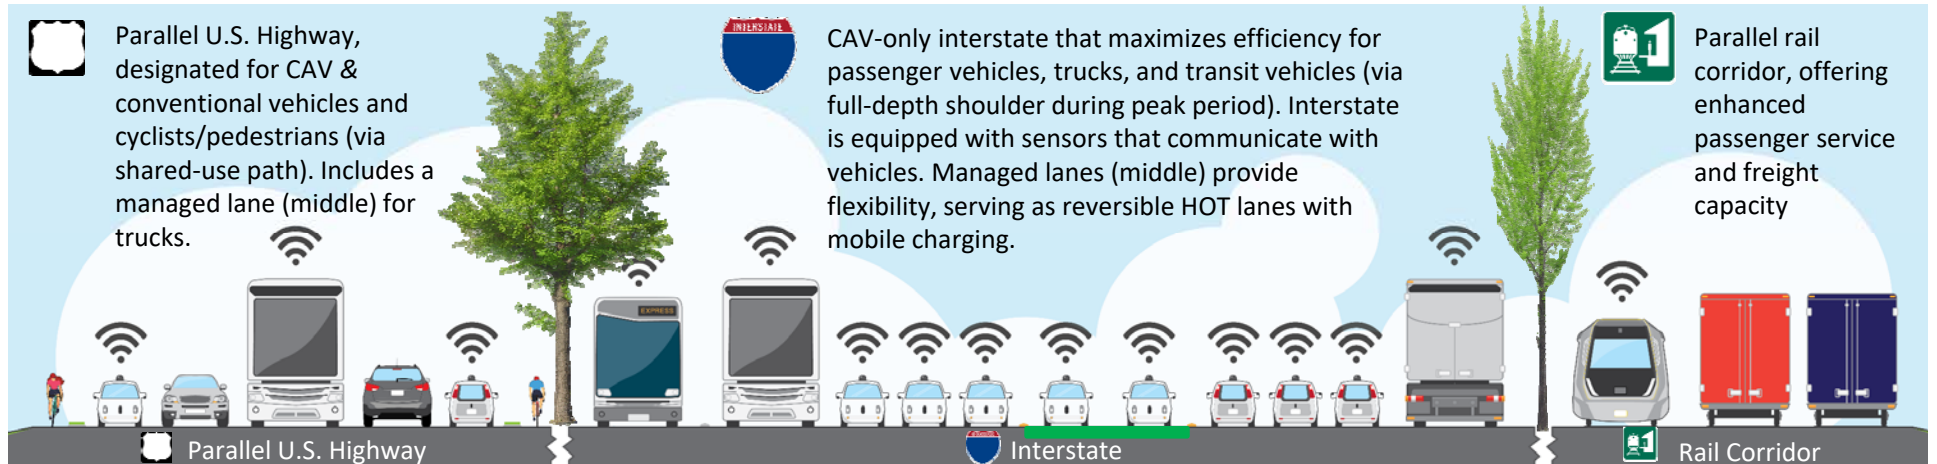 Parallel U.S. Highway,
designated for CAV &
conventional vehicles and
cyclists/pedestrians (via
shared-use path). Includes a
managed lane (middle) for
trucks.
INTERSTATE
CAV-only interstate that maximizes efficiency for
passenger vehicles, trucks, and transit vehicles (via
full-depth shoulder during peak period). Interstate
is equipped with sensors that communicate with
vehicles. Managed lanes (middle) provide
flexibility, serving as reversible HOT lanes with
mobile charging.
Parallel rail
corridor, offering
enhanced
passenger service
and freight
capacity
EXPRESS
Parallel U.S. Highway
Interstate
Rail Corridor